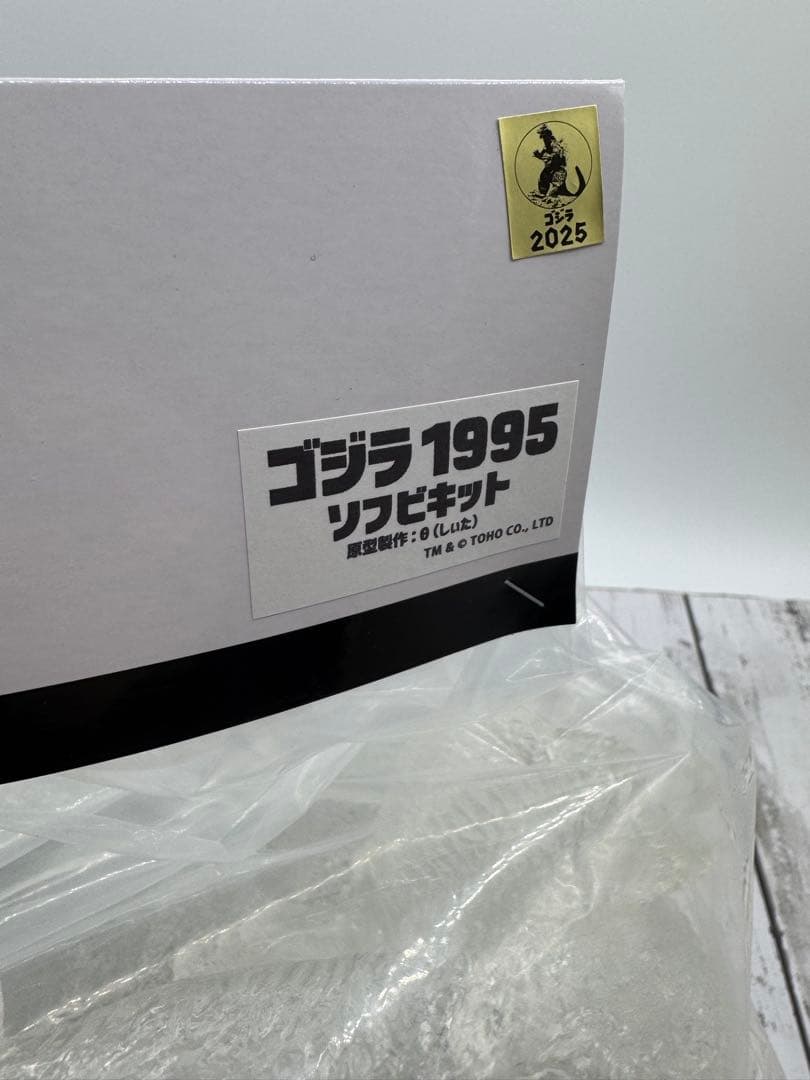 ゴジラ
2025
ゴジラ 1995
ソフビキット
原型製作：θ（しぃた）
TM & © TOHO CO., LTD